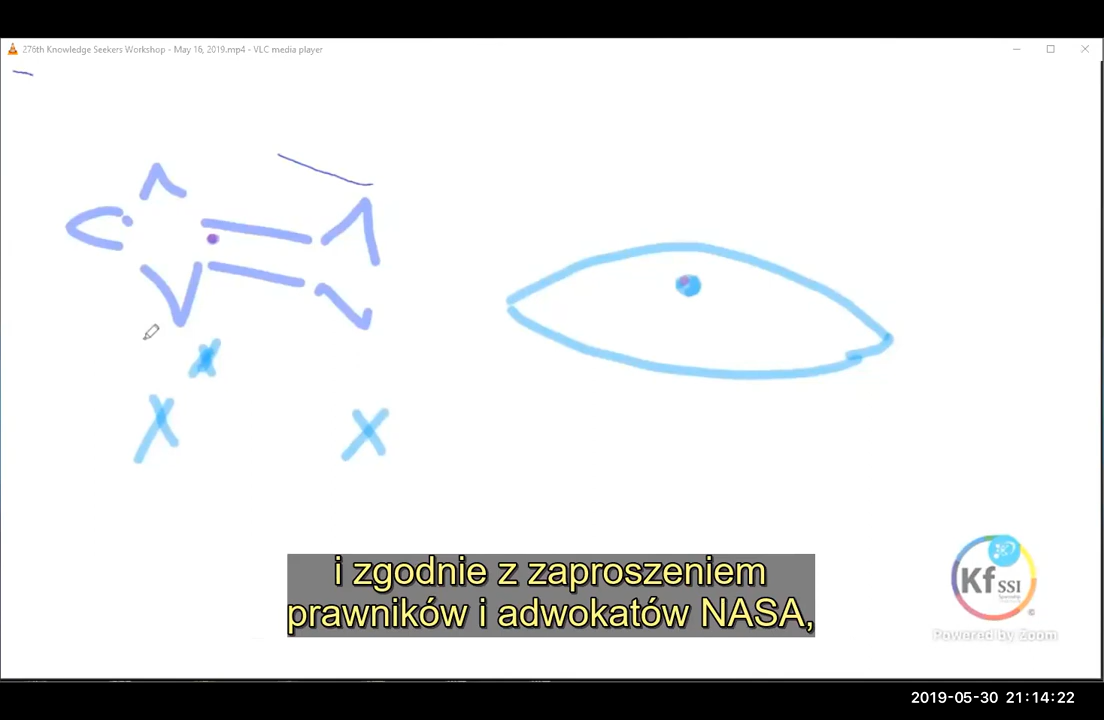 276th Knowledge Seekers Workshop - May 16, 2019.mp4 - VLC media player
X
X
X
i zgodnie z zaproszeniem
prawników i adwokatów NASA,
Kf SSI
Powered by Zoom
2019-05-30 21:14:22